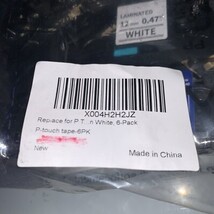 LAMINATED
12 mm 0.47"
WHITE
X004H2H2JZ
Replace for P T...h White, 6-Pack
P-touch tape-6PK
New
Made in China